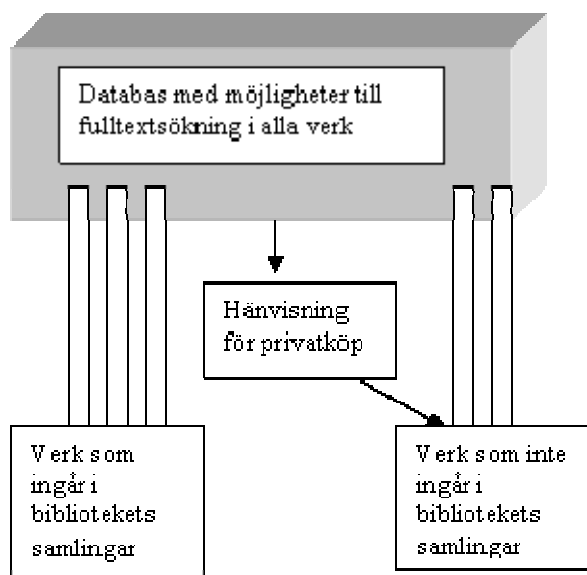 Databas med möjligheter till
fulltextsökning i alla verk
Hänvisning
för privatköp
Verk som
ingår i
bibliotekets
samlingar
Verk som inte
ingår i
bibliotekets
samlingar